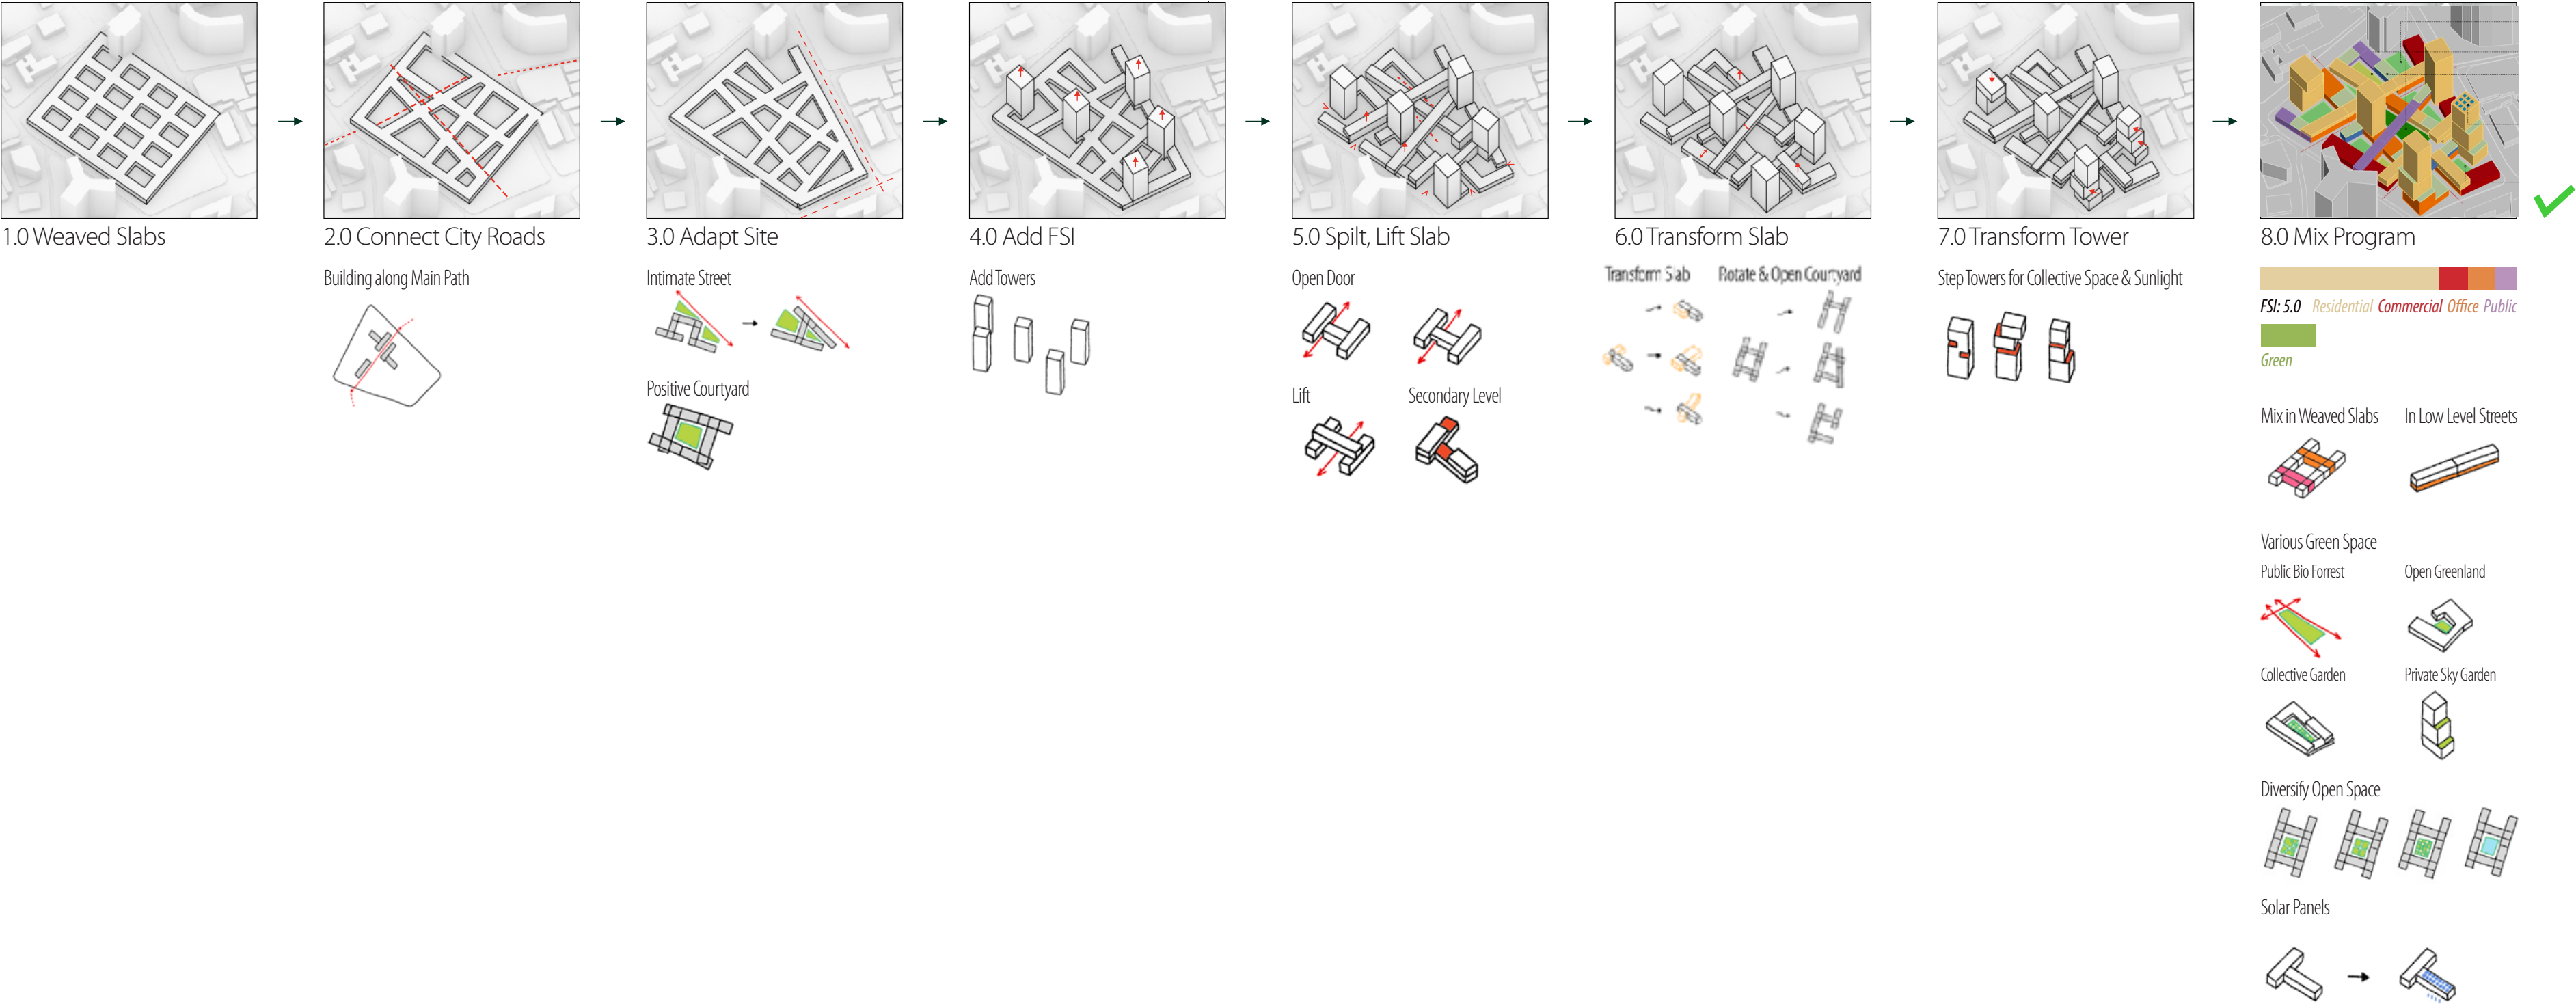 1.0 Weaved Slabs
2.0 Connect City Roads
Building along Main Path
3.0 Adapt Site
Intimate Street
Positive Courtyard
4.0 Add FSI
Add Towers
5.0 Spilt, Lift Slab
Open Door
Lift
Secondary Level
6.0 Transform Slab
Transform Slab
Rotate & Open Courtyard
7.0 Transform Tower
Step Towers for Collective Space & Sunlight
8.0 Mix Program
FSI: 5.0 Residential Commercial Office Public
Green
Mix in Weaved Slabs
In Low Level Streets
Various Green Space
Public Bio Forrest
Open Greenland
Collective Garden
Private Sky Garden
Diversify Open Space
Solar Panels